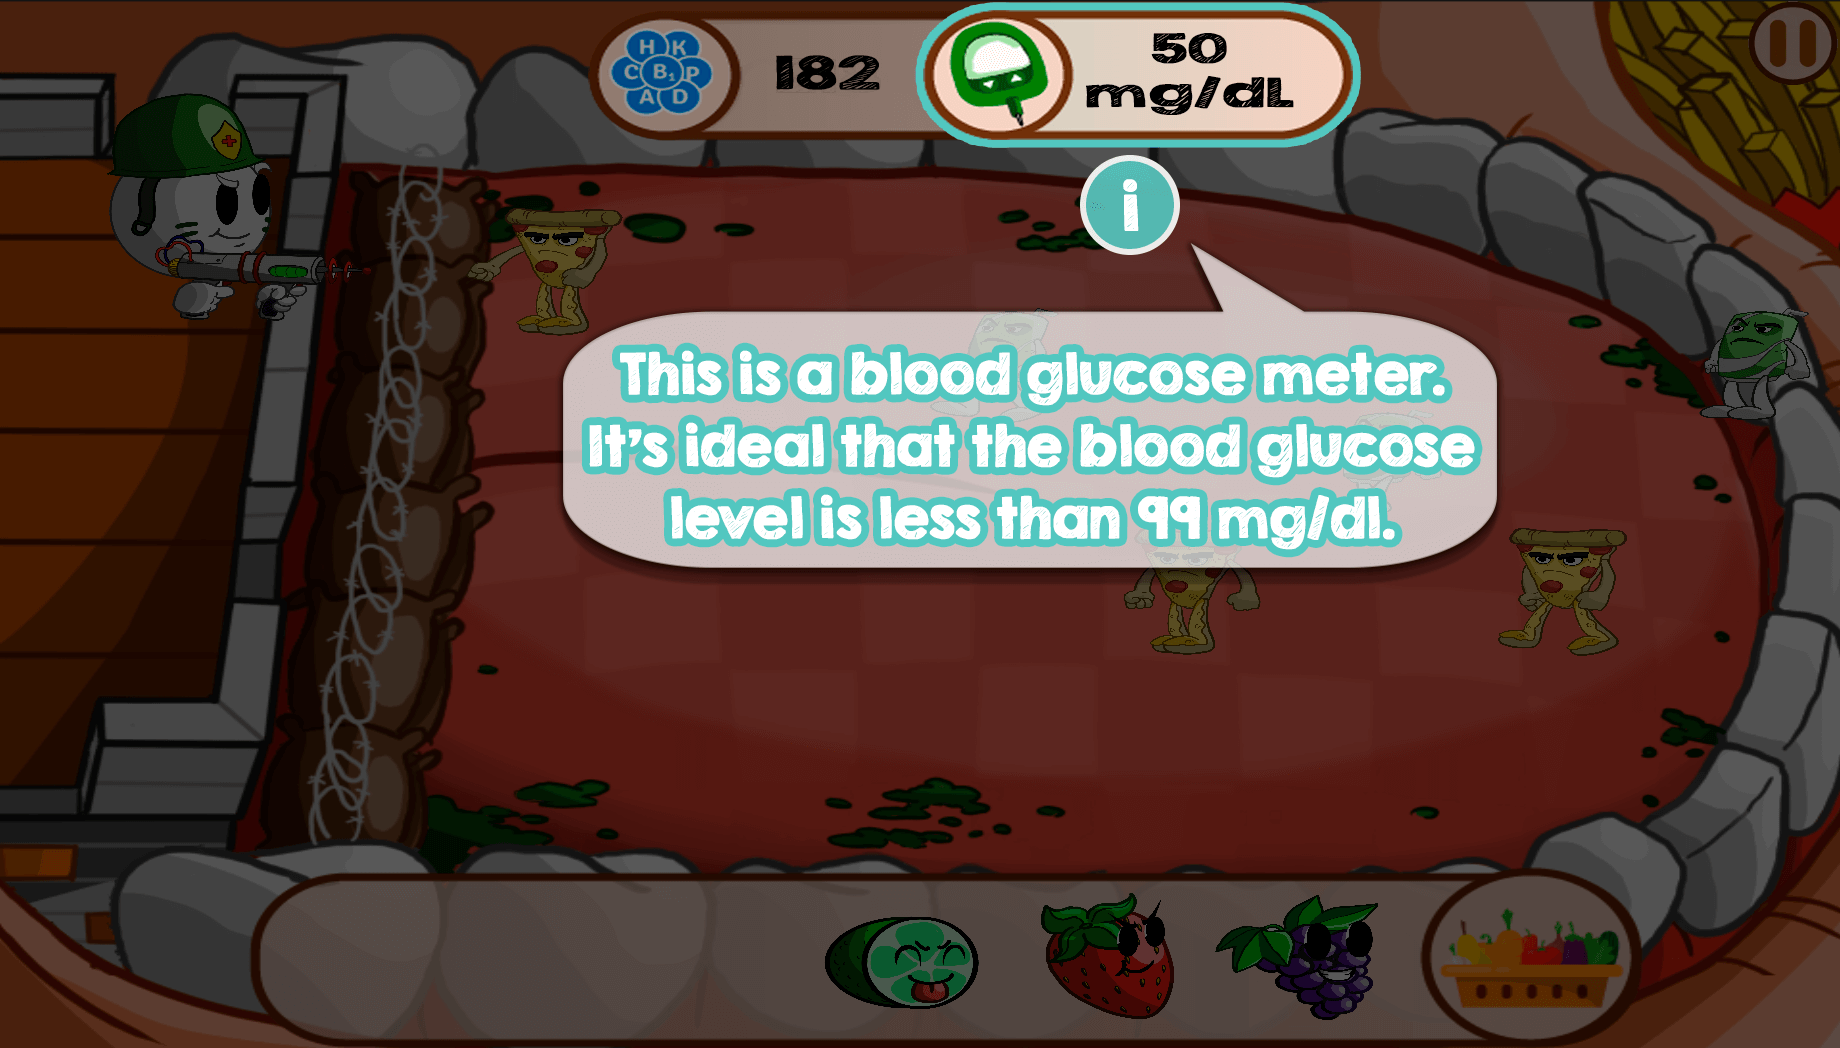 H K
C B₁ P
A D
182
50
mg/dL
i
This is a blood glucose meter.
It's ideal that the blood glucose
level is less than 99 mg/dl.